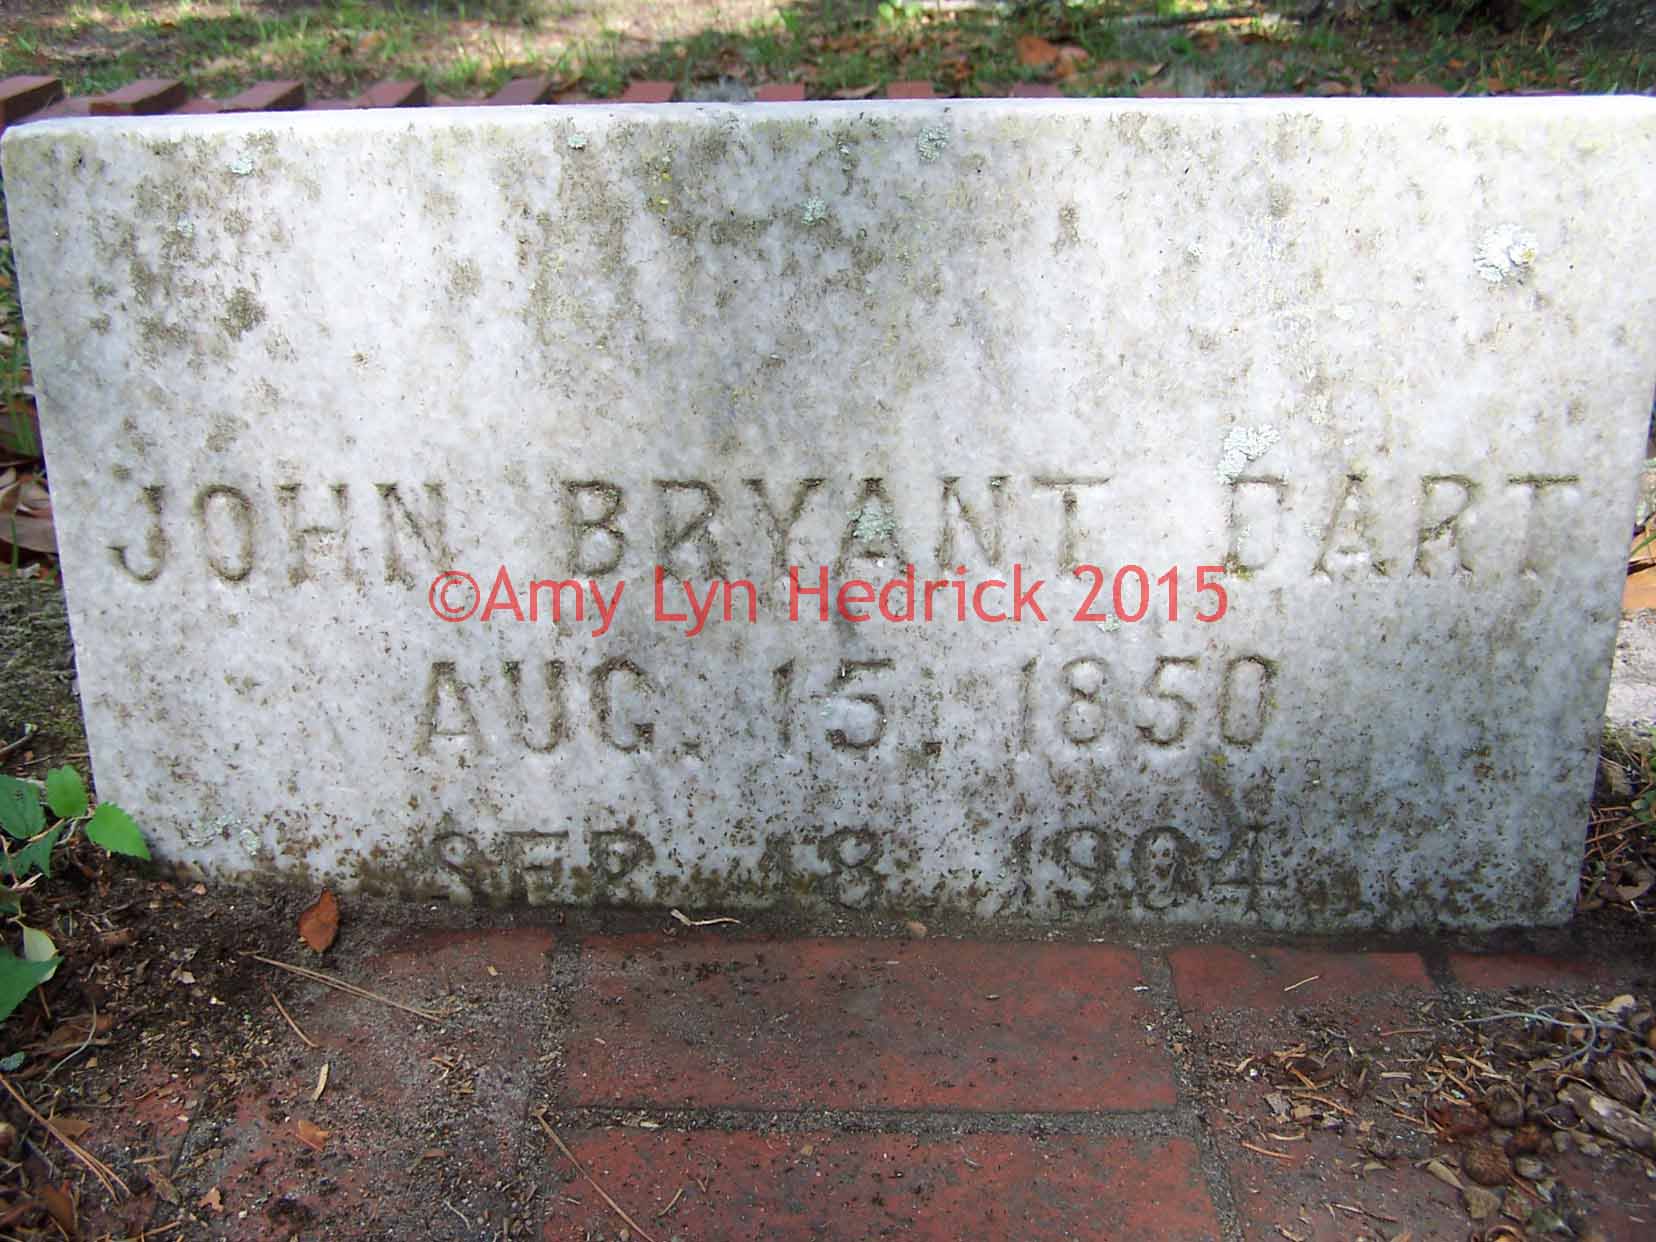 JOHN BRYANT DART
©Amy Lyn Hedrick 2015
AUG. 15, 1850
SEP. 18, 1904